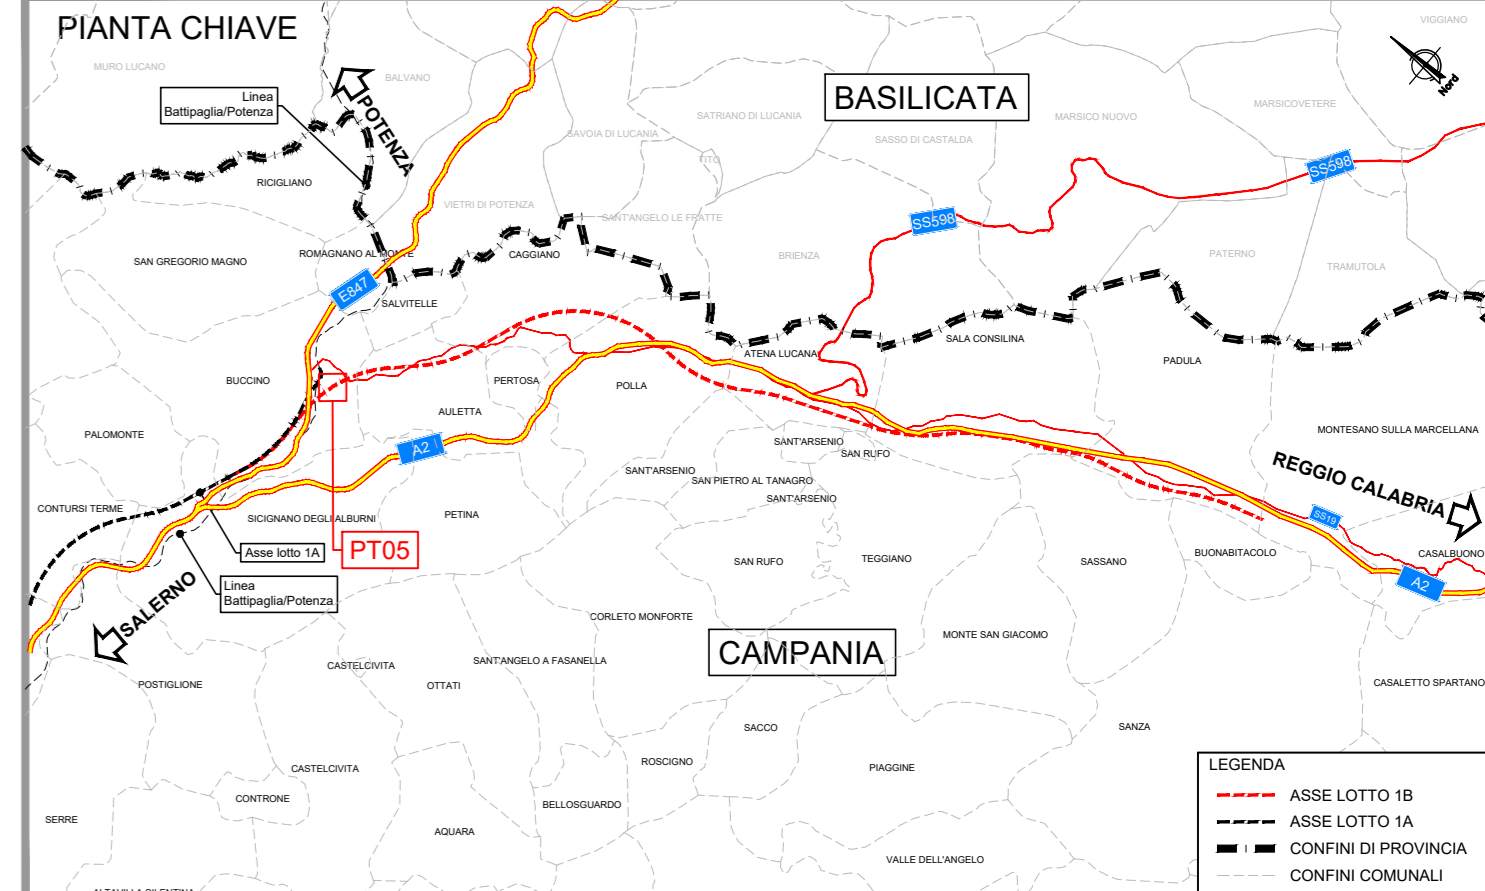 PIANTA CHIAVE
VIGGIANO
MURO LUCANO
BALVANO
Linea
Battipaglia/Potenza
POTENZA
BASILICATA
Nord
SATRIANO DI LUCANIA
MARSICO NUOVO
MARSICOVETERE
SAVOIA DI LUCANIA
SASSO DI CASTALDA
TITO
SS598
RICIGLIANO
VIETRI DI POTENZA
SANT'ANGELO LE FRATTE
SS598
SAN GREGORIO MAGNO
ROMAGNANO AL MONTE
CAGGIANO
BRIENZA
PATERNO
TRAMUTOLA
E847
SALVITELLE
SALA CONSILINA
ATENA LUCANA
PADULA
BUCCINO
PERTOSA
POLLA
AULETTA
PALOMONTE
MONTESANO SULLA MARCELLANA
SANT'ARSENIO
SAN RUFO
A2
SANT'ARSENIO
SAN PIETRO AL TANAGRO
SANT'ARSENIO
REGGIO CALABRIA
CONTURSI TERME
SICIGNANO DEGLI ALBURNI
PETINA
SS19
Asse lotto 1A
PT05
SAN RUFO
TEGGIANO
SASSANO
BUONABITACOLO
CASALBUONO
A2
Linea
Battipaglia/Potenza
SALERNO
CORLETO MONFORTE
MONTE SAN GIACOMO
CAMPANIA
CASTELCIVITA
SANT'ANGELO A FASANELLA
POSTIGLIONE
OTTATI
CASALETTO SPARTANO
SACCO
SANZA
ROSCIGNO
CASTELCIVITA
PIAGGINE
CONTRONE
BELLOSGUARDO
SERRE
AQUARA
VALLE DELL'ANGELO
ALTAVILLA SILENTINA
LEGENDA
ASSE LOTTO 1B
ASSE LOTTO 1A
CONFINI DI PROVINCIA
CONFINI COMUNALI